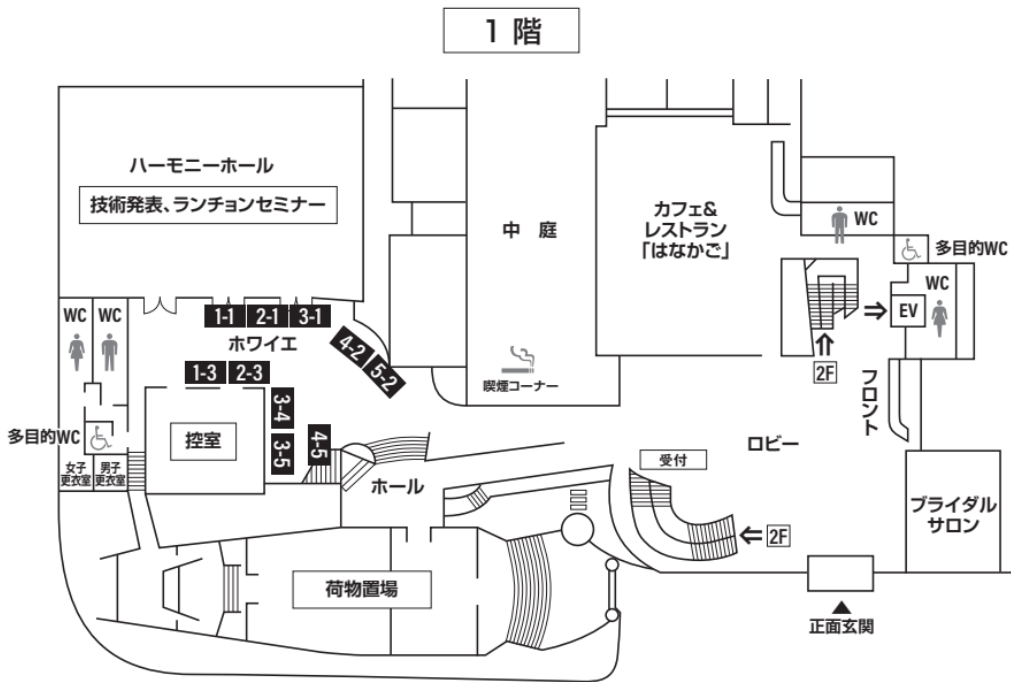 1 階
ハーモニーホール
技術発表、ランチョンセミナー
中 庭
カフェ&
レストラン
「はなかご」
WC
多目的WC
WC
EV
2F
フロント
WC
WC
1-1
2-1
3-1
ホワイエ
4-2
5-2
喫煙コーナー
1-3
2-3
3-4
3-5
4-5
控室
多目的WC
女子
更衣室
男子
更衣室
ホール
ロビー
受付
2F
ブライダル
サロン
荷物置場
正面玄関